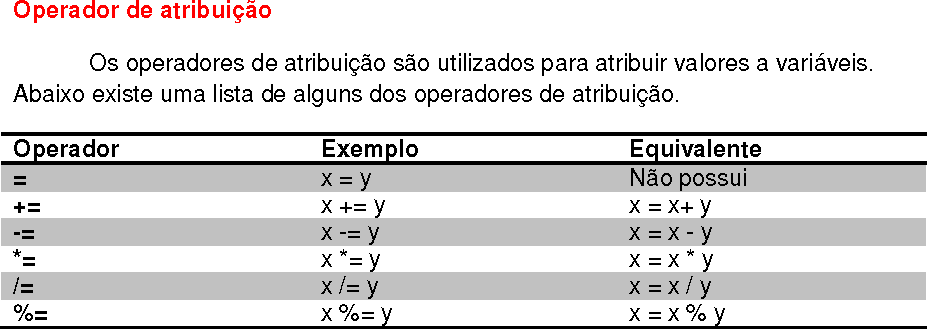 Operador de atribuição
Os operadores de atribuição são utilizados para atribuir valores a variáveis.
Abaixo existe uma lista de alguns dos operadores de atribuição.
Operador Exemplo Equivalente
= x = y Não possui
+= x += y x = x+ y
-= x -= y x = x - y
*= x *= y x = x * y
/= x /= y x = x / y
%= x %= y x = x % y